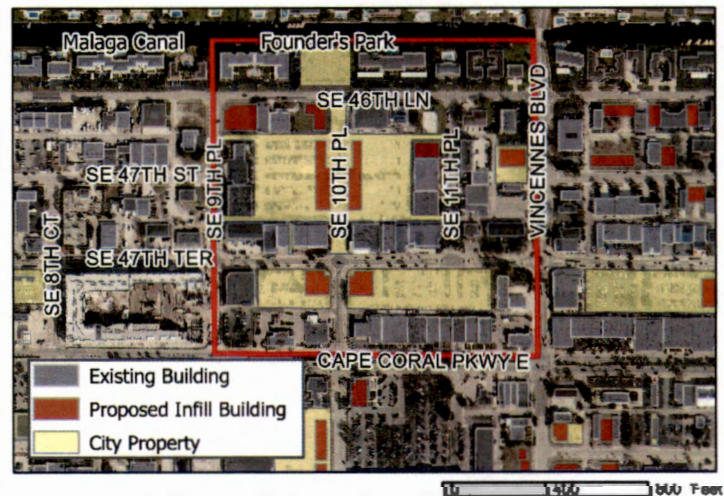 Malaga Canal
Founder's Park
SE 46TH LN
VINCENNES BLVD
SE 9TH PL
SE 10TH PL
SE 11TH PL
SE 47TH ST
SE 8TH CT
SE 47TH TER
CAPE CORAL PKWY E
Existing Building
Proposed Infill Building
City Property